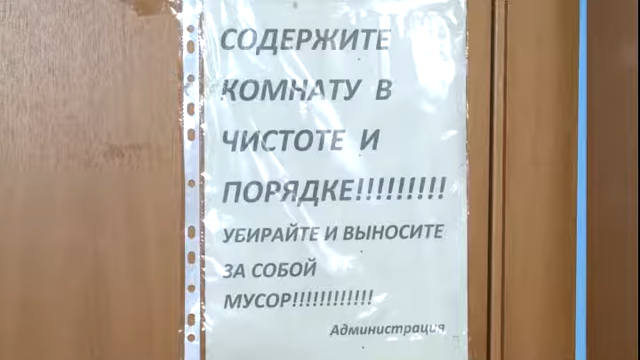 СОДЕРЖИТЕ
КОМНАТУ В
ЧИСТОТЕ И
ПОРЯДКЕ!!!!!!!!!
УБИРАЙТЕ И ВЫНОСИТЕ
ЗА СОБОЙ
МУСОР!!!!!!!!!!!!
Администрация